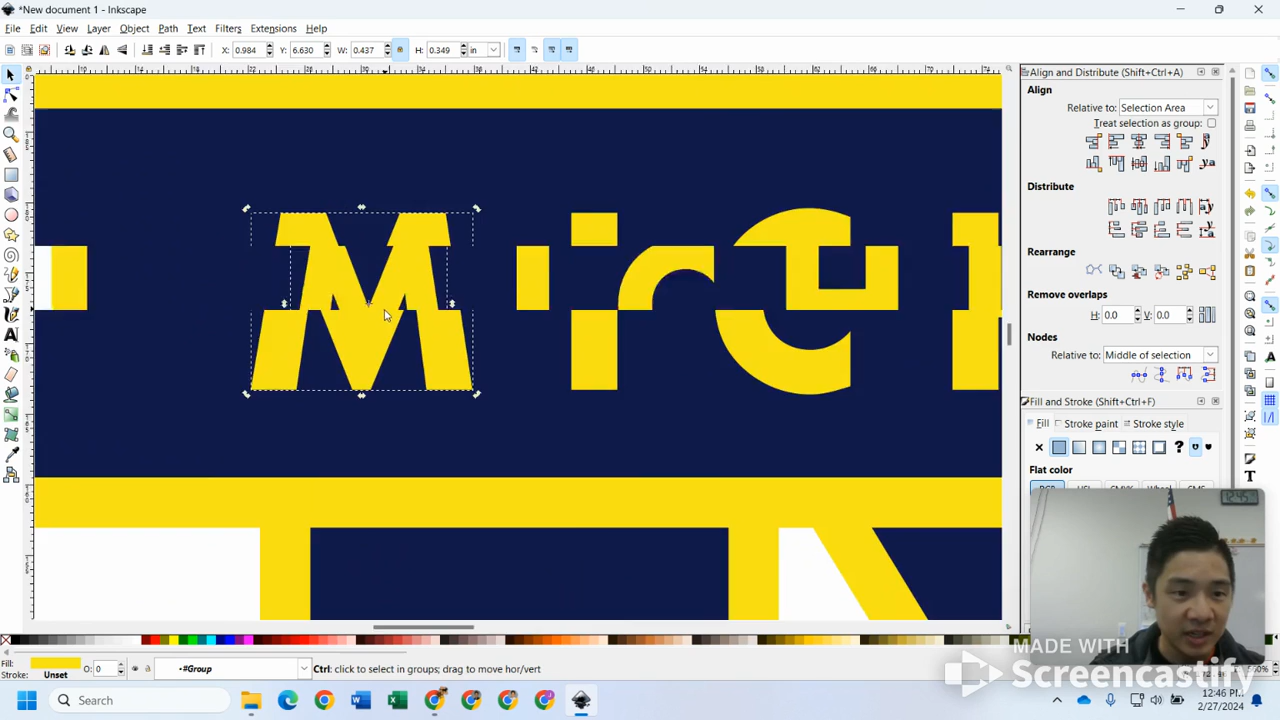 *New document 1 - Inkscape
File Edit View Layer Object Path Text Filters Extensions Help
X: 0.984 Y: 6.630 W: 0.437 H: 0.349 in
Align and Distribute (Shift+Ctrl+A)
Align
Relative to: Selection Area
Treat selection as group:
Distribute
Rearrange
Remove overlaps
H: 0.0 V: 0.0
Nodes
Relative to: Middle of selection
Fill and Stroke (Shift+Ctrl+F)
Fill Stroke paint Stroke style
Flat color
M
12:45
MADE WITH
Screencastify
Fill:
Stroke: Unset
O: 0
#Group
Ctrl: click to select in groups; drag to move hor/vert
Search
12:46 PM
2/27/2024